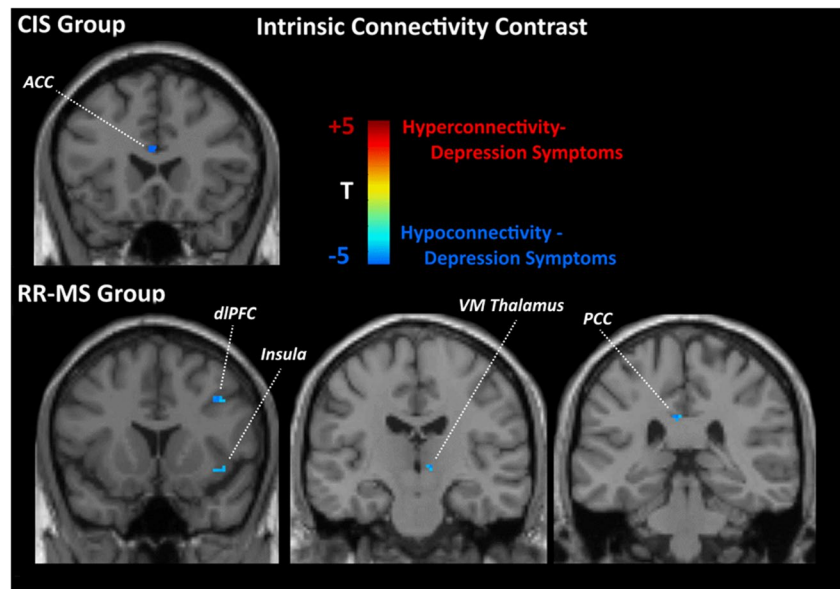 CIS Group
Intrinsic Connectivity Contrast
ACC
+5
Hyperconnectivity-
Depression Symptoms
T
-5
Hypoconnectivity -
Depression Symptoms
RR-MS Group
dlPFC
Insula
VM Thalamus
PCC